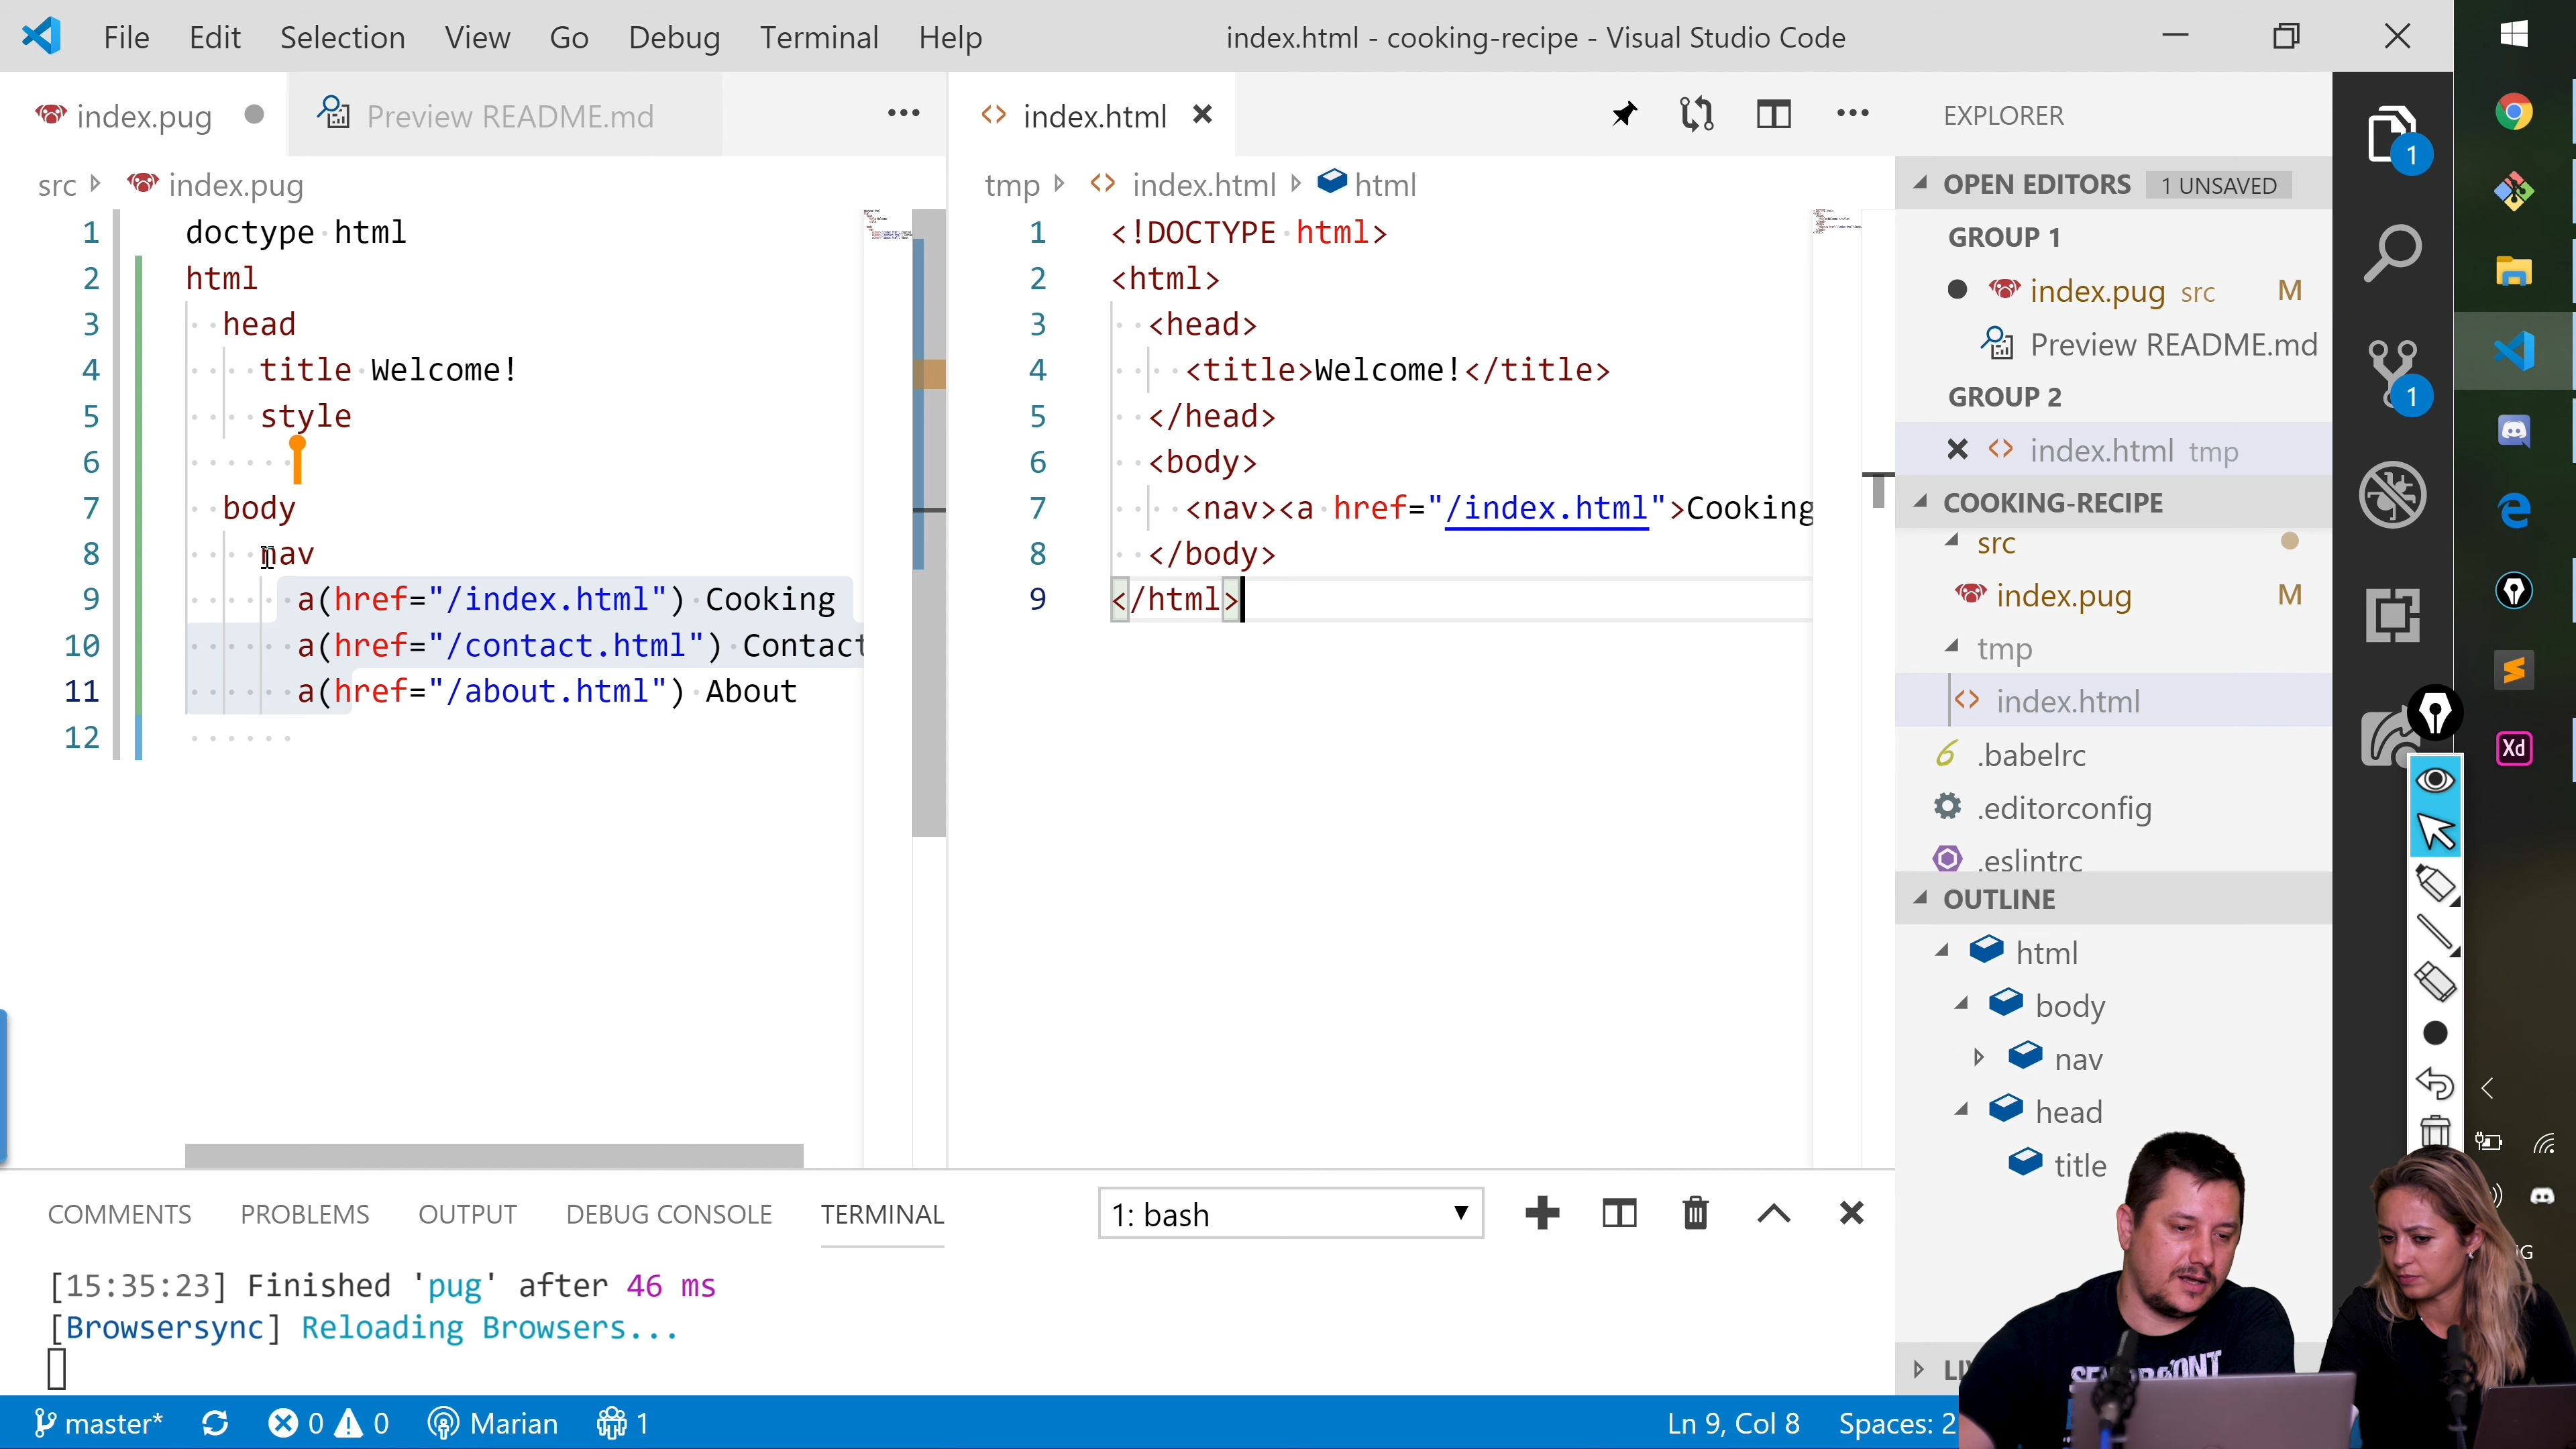 File Edit Selection View Go Debug Terminal Help
index.html - cooking-recipe - Visual Studio Code
index.pug
Preview README.md
index.html
src index.pug
tmp index.html html
1 doctype html
2 html
3 head
4 title Welcome!
5 style
6
7 body
8 nav
9 a(href="/index.html") Cooking
10 a(href="/contact.html") Contact
11 a(href="/about.html") About
12
1 <!DOCTYPE html>
2 <html>
3 <head>
4 <title>Welcome!</title>
5 </head>
6 <body>
7 <nav><a href="/index.html">Cooking
8 </body>
9 </html>
EXPLORER
OPEN EDITORS 1 UNSAVED
GROUP 1
index.pug src M
Preview README.md
GROUP 2
index.html tmp
COOKING-RECIPE
src
index.pug M
tmp
index.html
.babelrc
.editorconfig
.eslintrc
OUTLINE
html
body
nav
head
title
1
1
Xd
COMMENTS PROBLEMS OUTPUT DEBUG CONSOLE TERMINAL
1: bash
[15:35:23] Finished 'pug' after 46 ms
[Browsersync] Reloading Browsers...
master* 0 0 Marian 1
Ln 9, Col 8 Spaces: 2